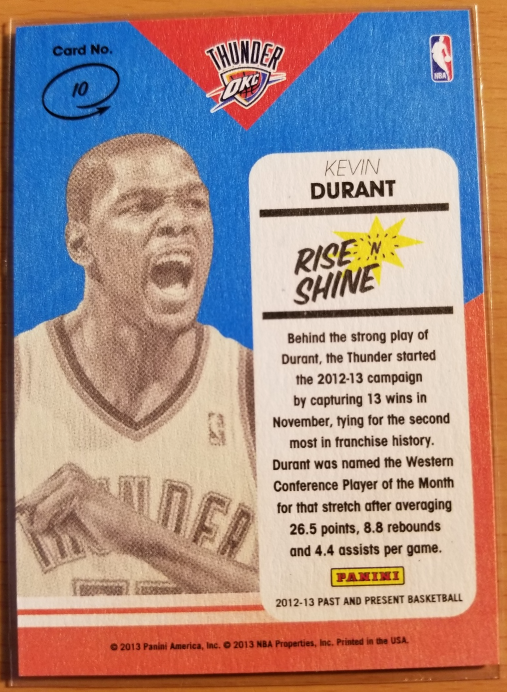 Card No.
10
THUNDER
OKC
NBA
KEVIN
DURANT
RISE 'N
SHINE
Behind the strong play of
Durant, the Thunder started
the 2012-13 campaign
by capturing 13 wins in
November, tying for the second
most in franchise history.
Durant was named the Western
Conference Player of the Month
for that stretch after averaging
26.5 points, 8.8 rebounds
and 4.4 assists per game.
PANINI
2012-13 PAST AND PRESENT BASKETBALL
© 2013 Panini America, Inc. © 2013 NBA Properties, Inc. Printed in the USA.